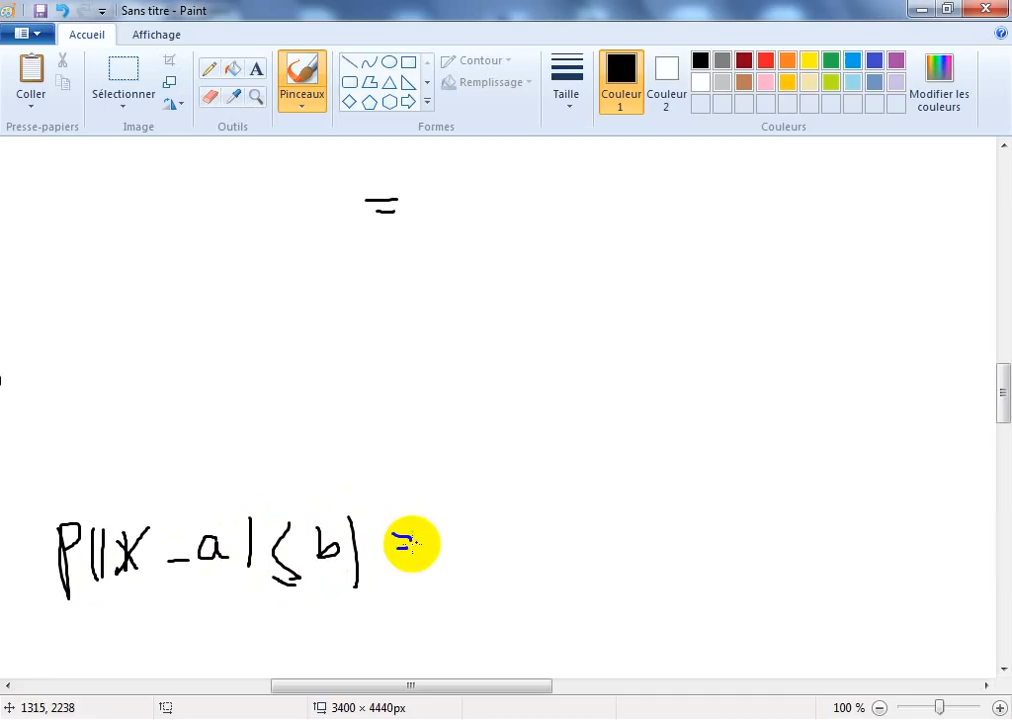 Sans titre - Paint
Accueil
Affichage
Coller
Sélectionner
Pinceaux
Contour
Remplissage
Taille
Couleur 1
Couleur 2
Modifier les couleurs
Presse-papiers
Image
Outils
Formes
Couleurs
=
P(|X - a| ≤ b) =
1315, 2238
3400 × 4440px
100 %